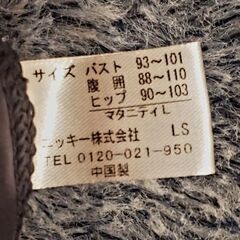 サイズ バスト 93～101
腹囲 88～110
ヒップ 90～103
マタニティL
ニッキー株式会社 LS
TEL 0120-021-950
中国製